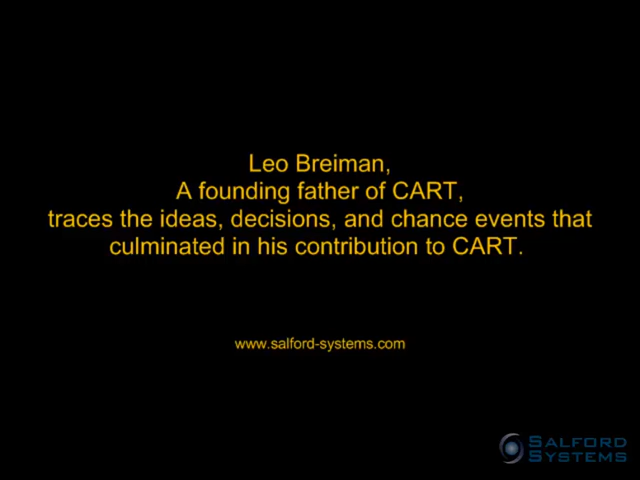 Leo Breiman,
A founding father of CART,
traces the ideas, decisions, and chance events that
culminated in his contribution to CART.
www.salford-systems.com
SALFORD
SYSTEMS